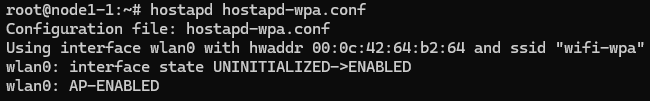 root@node1-1:~# hostapd hostapd-wpa.conf
Configuration file: hostapd-wpa.conf
Using interface wlan0 with hwaddr 00:0c:42:64:b2:64 and ssid "wifi-wpa"
wlan0: interface state UNINITIALIZED->ENABLED
wlan0: AP-ENABLED